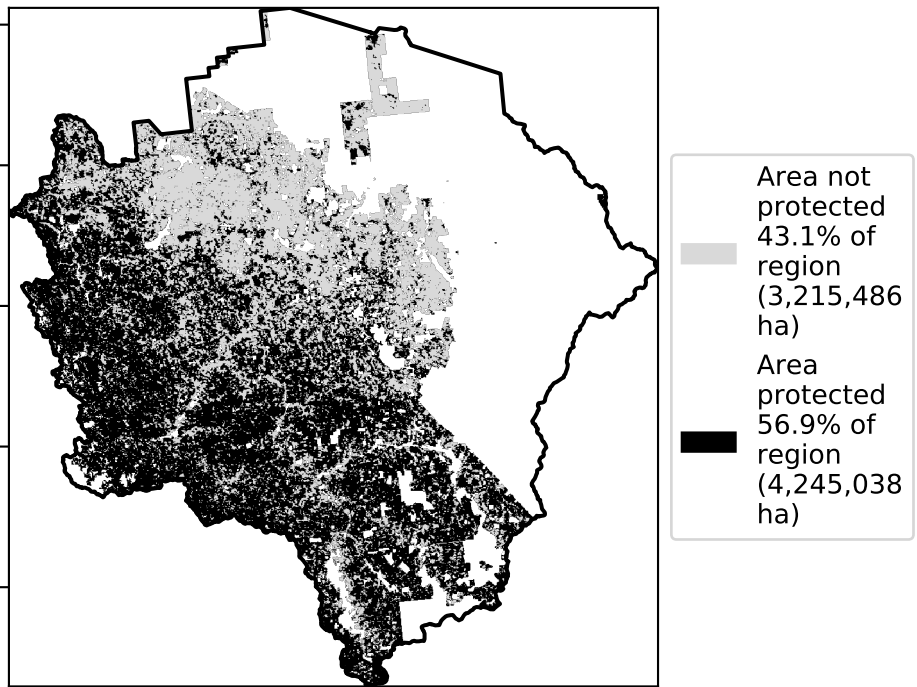 Area not
protected
43.1% of
region
(3,215,486
ha)
Area
protected
56.9% of
region
(4,245,038
ha)